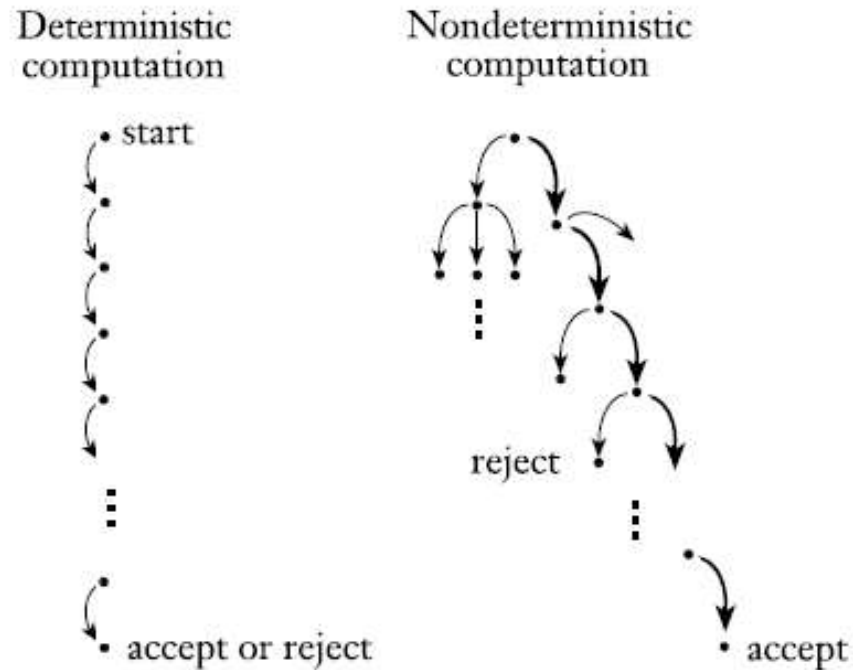 Deterministic
computation
Nondeterministic
computation
start
reject
accept or reject
accept